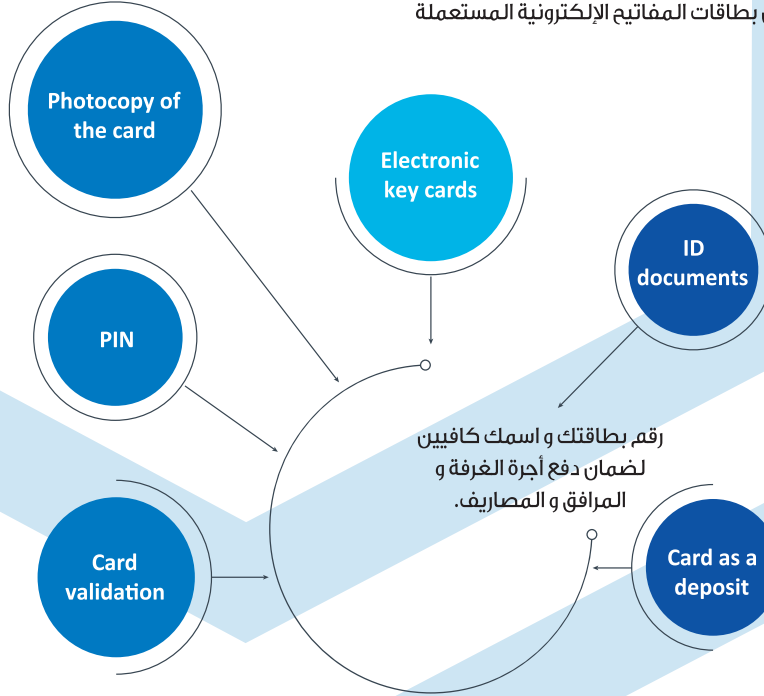 بطاقات المفاتيح الإلكترونية المستعملة
Photocopy of
the card
Electronic
key cards
ID
documents
PIN
رقم بطاقتك و اسمك كافيين
لضمان دفع أجرة الغرفة و
المرافق و المصاريف.
Card
validation
Card as a
deposit